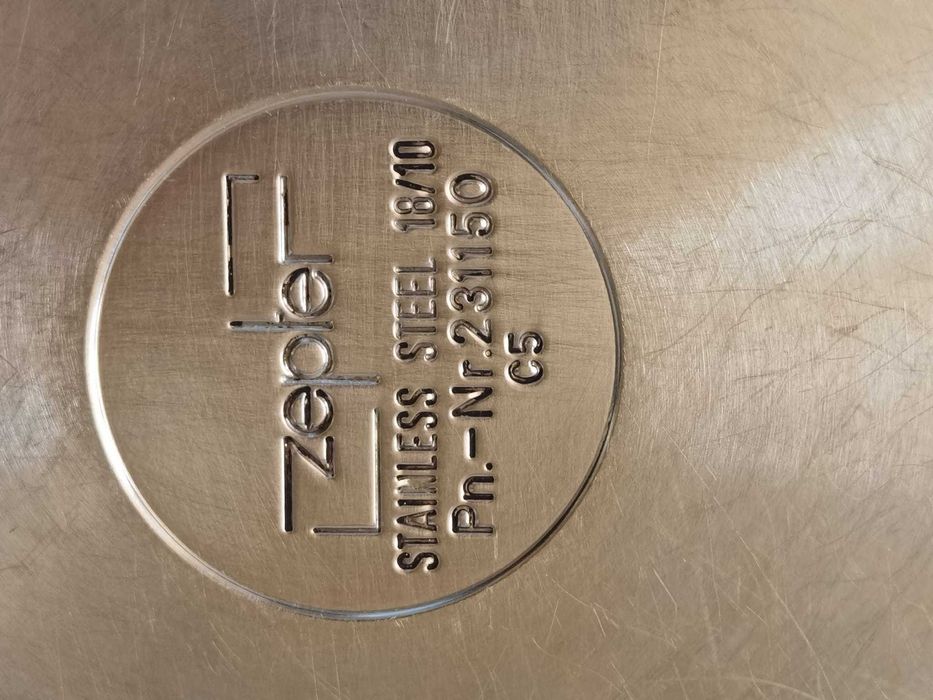 zepter
STAINLESS STEEL 18/10
Pn.-Nr.231150
C5